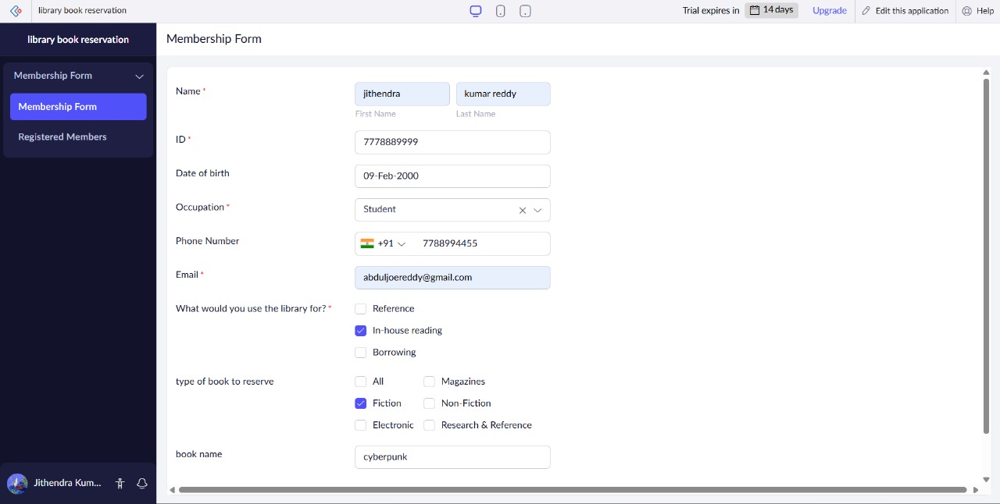 library book reservation
Trial expires in 14 days Upgrade Edit this application Help
library book reservation
Membership Form
Membership Form
Registered Members
Jithendra Kum...
Membership Form
Name * jithendra kumar reddy
First Name Last Name
ID * 7778889999
Date of birth 09-Feb-2000
Occupation * Student
Phone Number +91 7788994455
Email * abduljoereddy@gmail.com
What would you use the library for? * Reference
In-house reading
Borrowing
type of book to reserve All Magazines
Fiction Non-Fiction
Electronic Research & Reference
book name cyberpunk